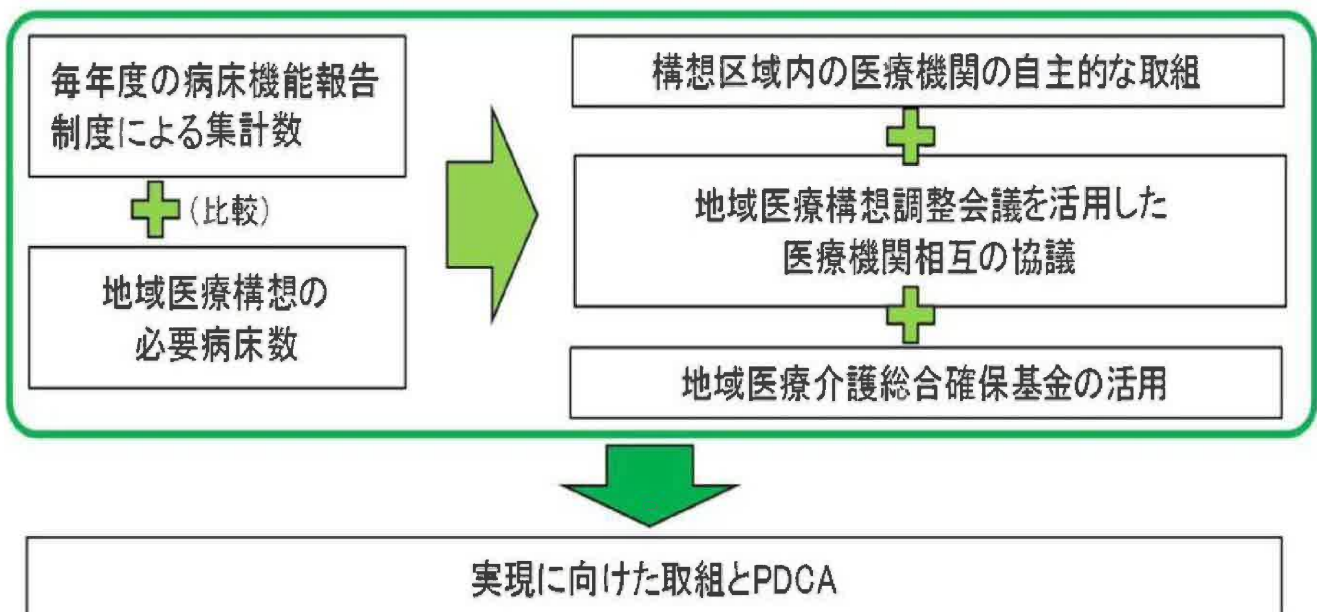 毎年度の病床機能報告
制度による集計数
(比較)
地域医療構想の
必要病床数
構想区域内の医療機関の自主的な取組
地域医療構想調整会議を活用した
医療機関相互の協議
地域医療介護総合確保基金の活用
実現に向けた取組とPDCA